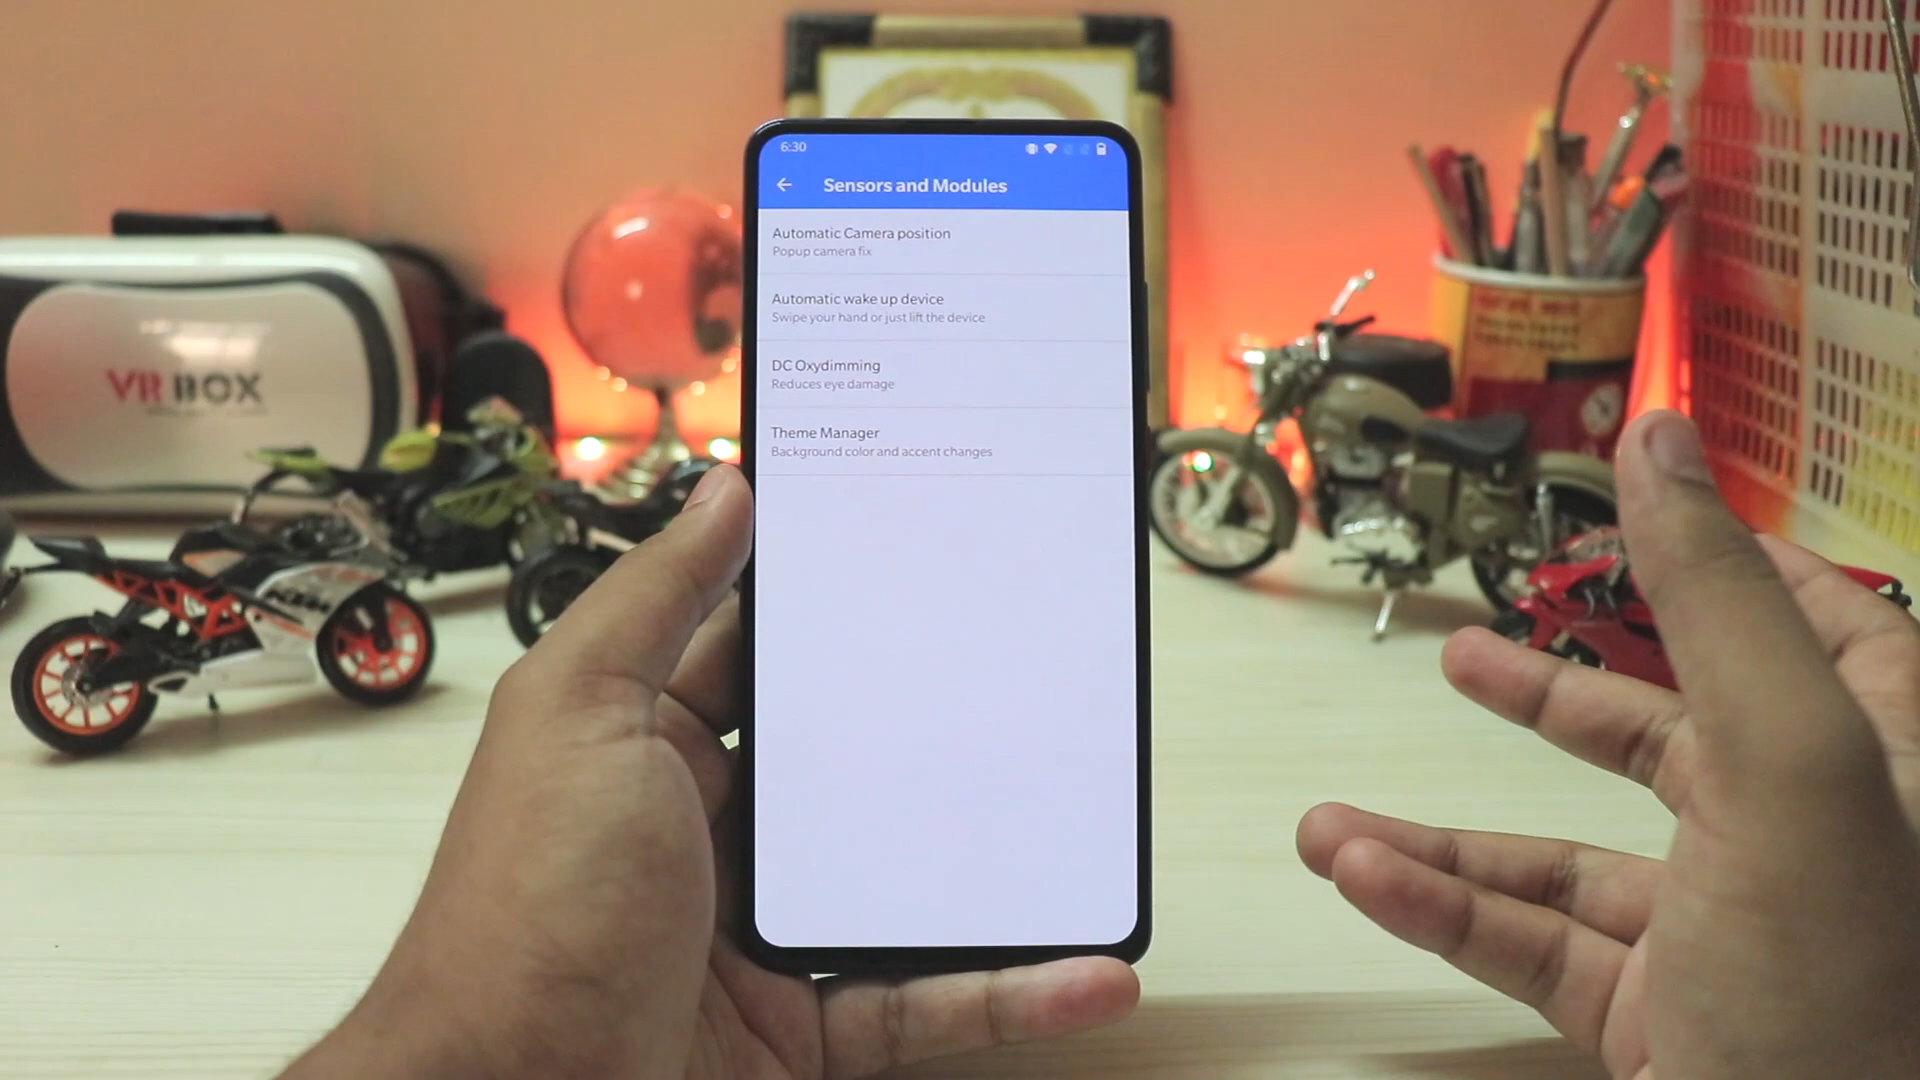 6:30
Sensors and Modules
Automatic Camera position
Popup camera fix
Automatic wake up device
Swipe your hand or just lift the device
DC Oxydimming
Reduces eye damage
Theme Manager
Background color and accent changes
VR BOX
KTM